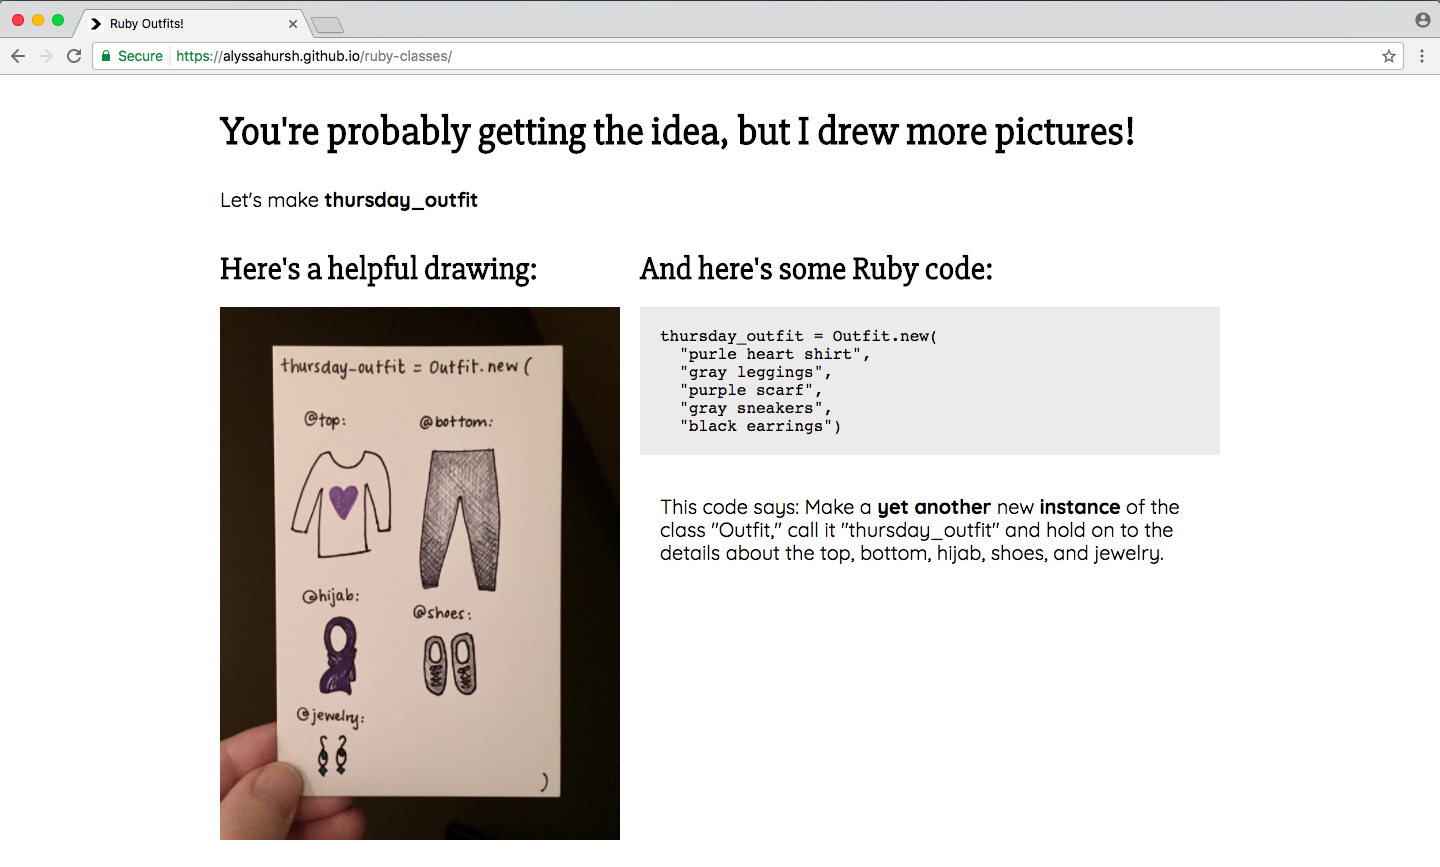 Ruby Outfits!
Secure https://alyssahursh.github.io/ruby-classes/
You're probably getting the idea, but I drew more pictures!
Let's make thursday_outfit
Here's a helpful drawing:
thursday-outfit = Outfit.new (
@top:
@bottom:
@hijab:
@shoes:
@jewelry:
)
And here's some Ruby code:
thursday_outfit = Outfit.new(
"purle heart shirt",
"gray leggings",
"purple scarf",
"gray sneakers",
"black earrings")
This code says: Make a yet another new instance of the
class "Outfit," call it "thursday_outfit" and hold on to the
details about the top, bottom, hijab, shoes, and jewelry.